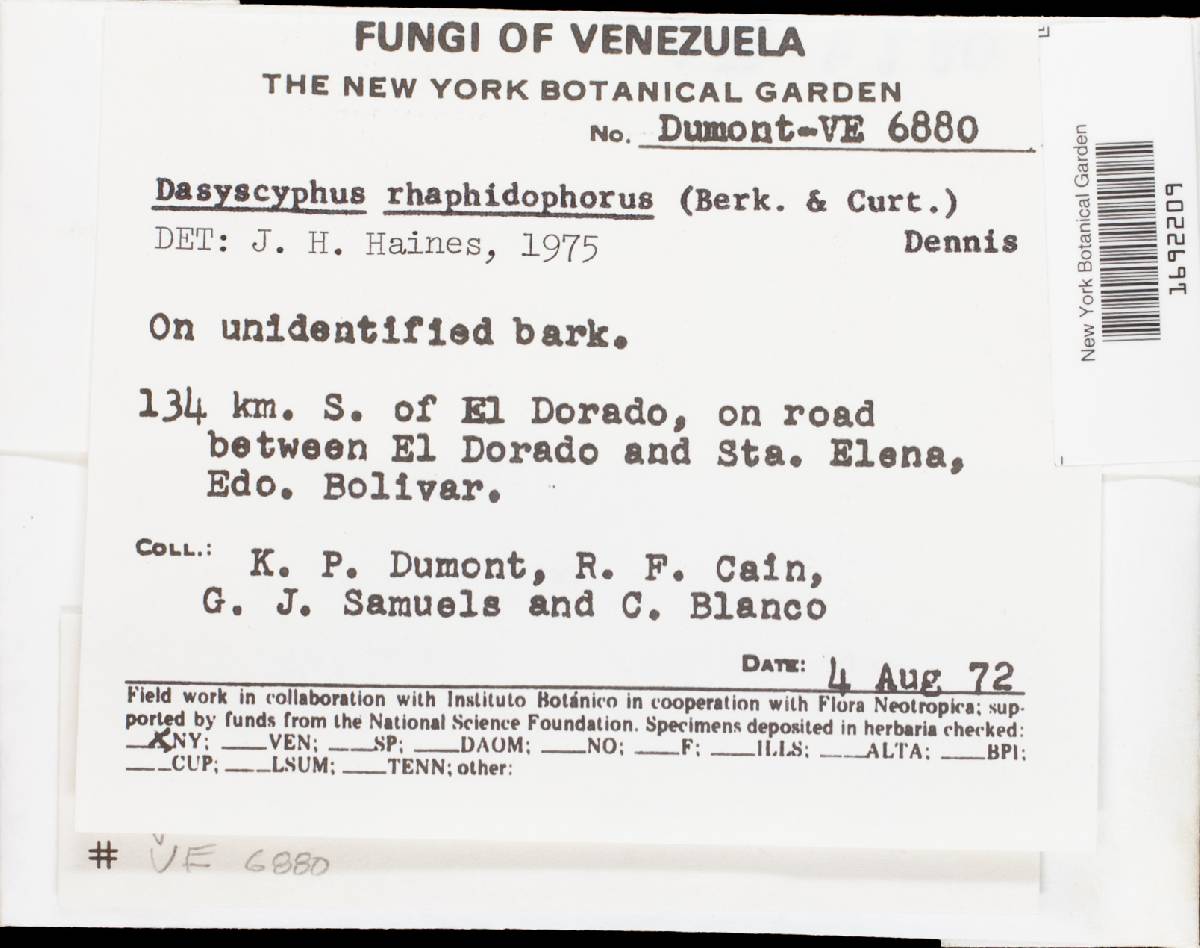 FUNGI OF VENEZUELA
THE NEW YORK BOTANICAL GARDEN
No. Dumont-VE 6880
Dasyscyphus rhaphidophorus (Berk. & Curt.)
DET: J. H. Haines, 1975 Dennis
On unidentified bark.
134 km. S. of El Dorado, on road
between El Dorado and Sta. Elena,
Edo. Bolivar.
COLL.: K. P. Dumont, R. F. Cain,
G. J. Samuels and C. Blanco
DATE: 4 Aug 72
Field work in collaboration with Instituto Botánico in cooperation with Flora Neotropica; sup-
ported by funds from the National Science Foundation. Specimens deposited in herbaria checked:
__X NY; ___VEN; ___SP; ___DAOM; ___NO; ___F; ___ILLS; ___ALTA; ___BPI;
___CUP; ___LSUM; ___TENN; other:
# VE 6880
New York Botanical Garden
1692209